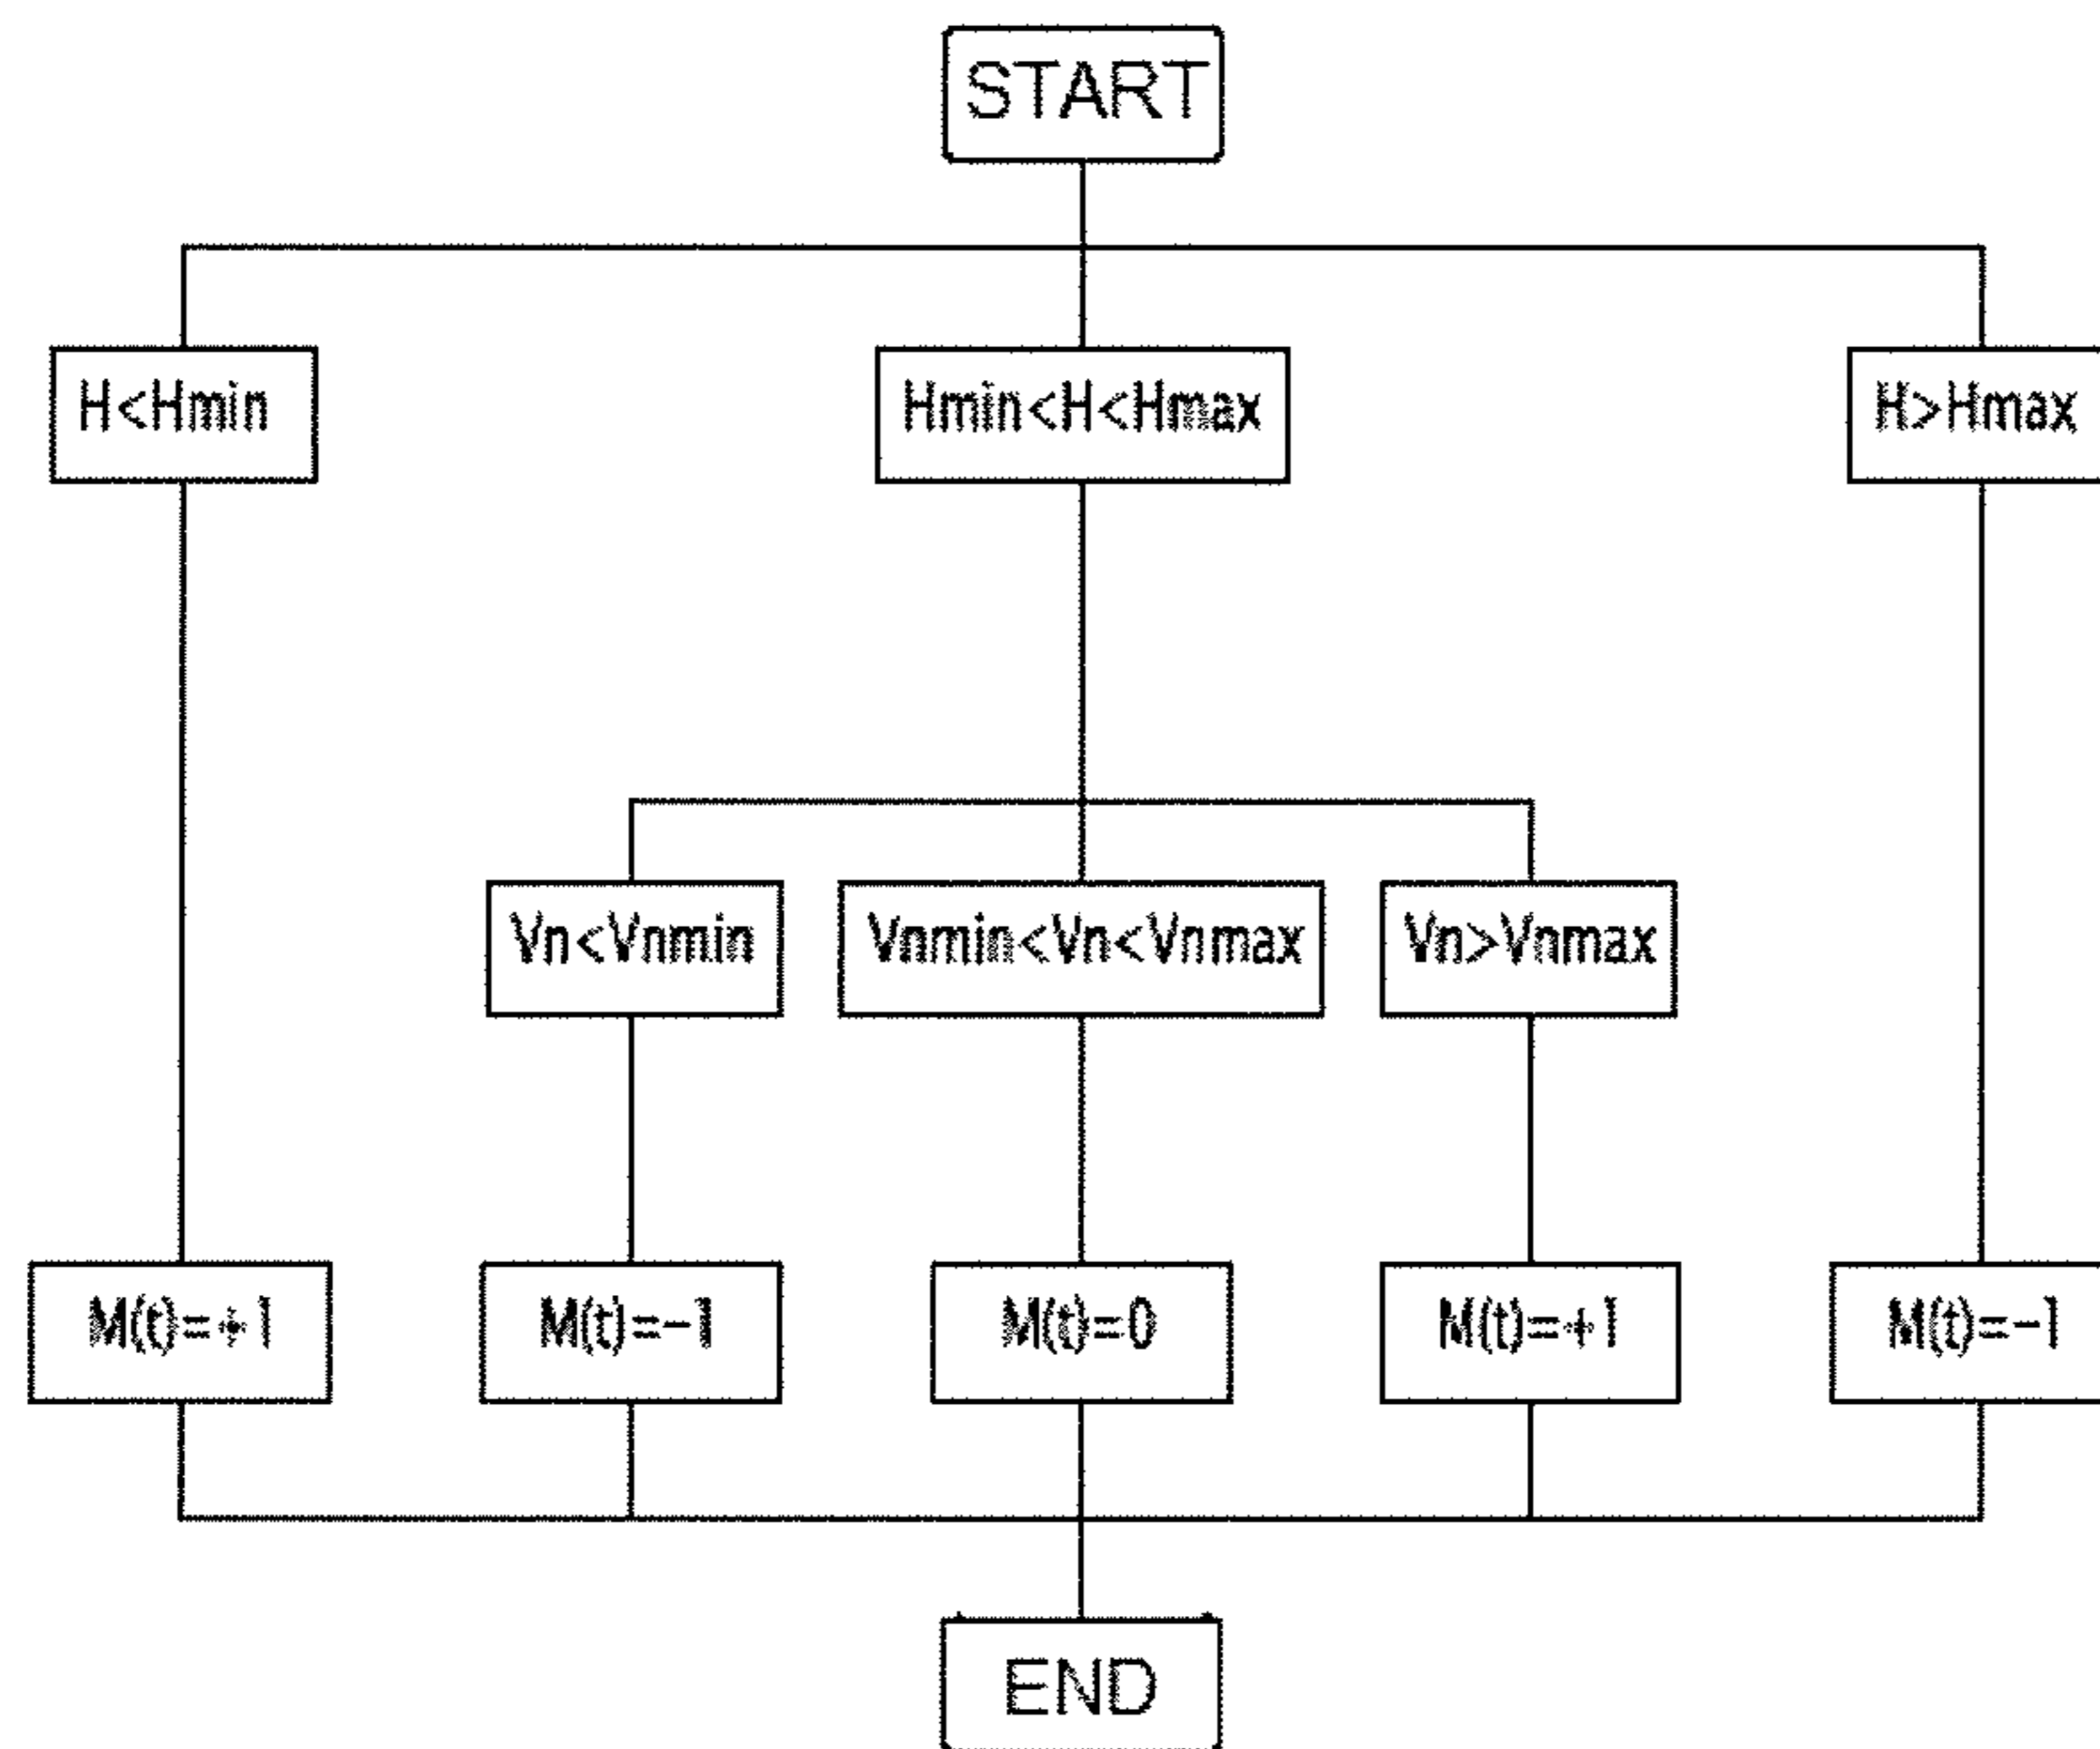 START
H<Hmin
Hmin<H<Hmax
H>Hmax
Vn<Vnmin
Vnmin<Vn<Vnmax
Vn>Vnmax
M(t)=+1
M(t)=-1
M(t)=0
M(t)=+1
M(t)=-1
END